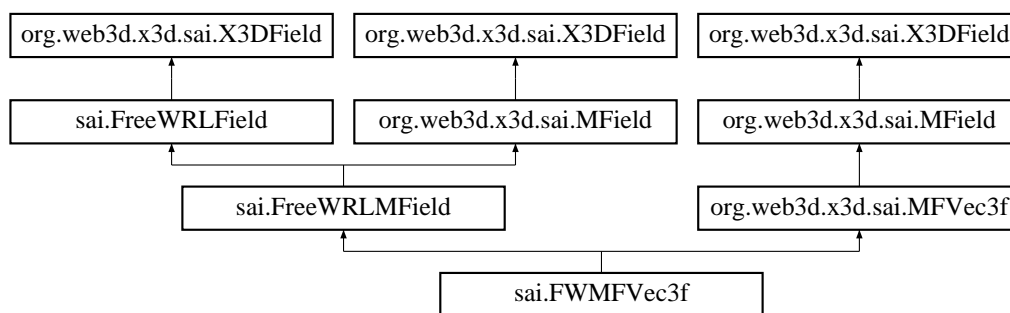 org.web3d.x3d.sai.X3DField
org.web3d.x3d.sai.X3DField
org.web3d.x3d.sai.X3DField
sai.FreeWRLField
org.web3d.x3d.sai.MField
org.web3d.x3d.sai.MField
sai.FreeWRLMField
org.web3d.x3d.sai.MFVec3f
sai.FWMFVec3f